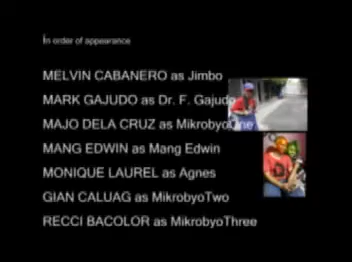 In order of appearance
MELVIN CABANERO as Jimbo
MARK GAJUDO as Dr. F. Gajudo
MAJO DELA CRUZ as MikrobyoOne
MANG EDWIN as Mang Edwin
MONIQUE LAUREL as Agnes
GIAN CALUAG as MikrobyoTwo
RECCI BACOLOR as MikrobyoThree